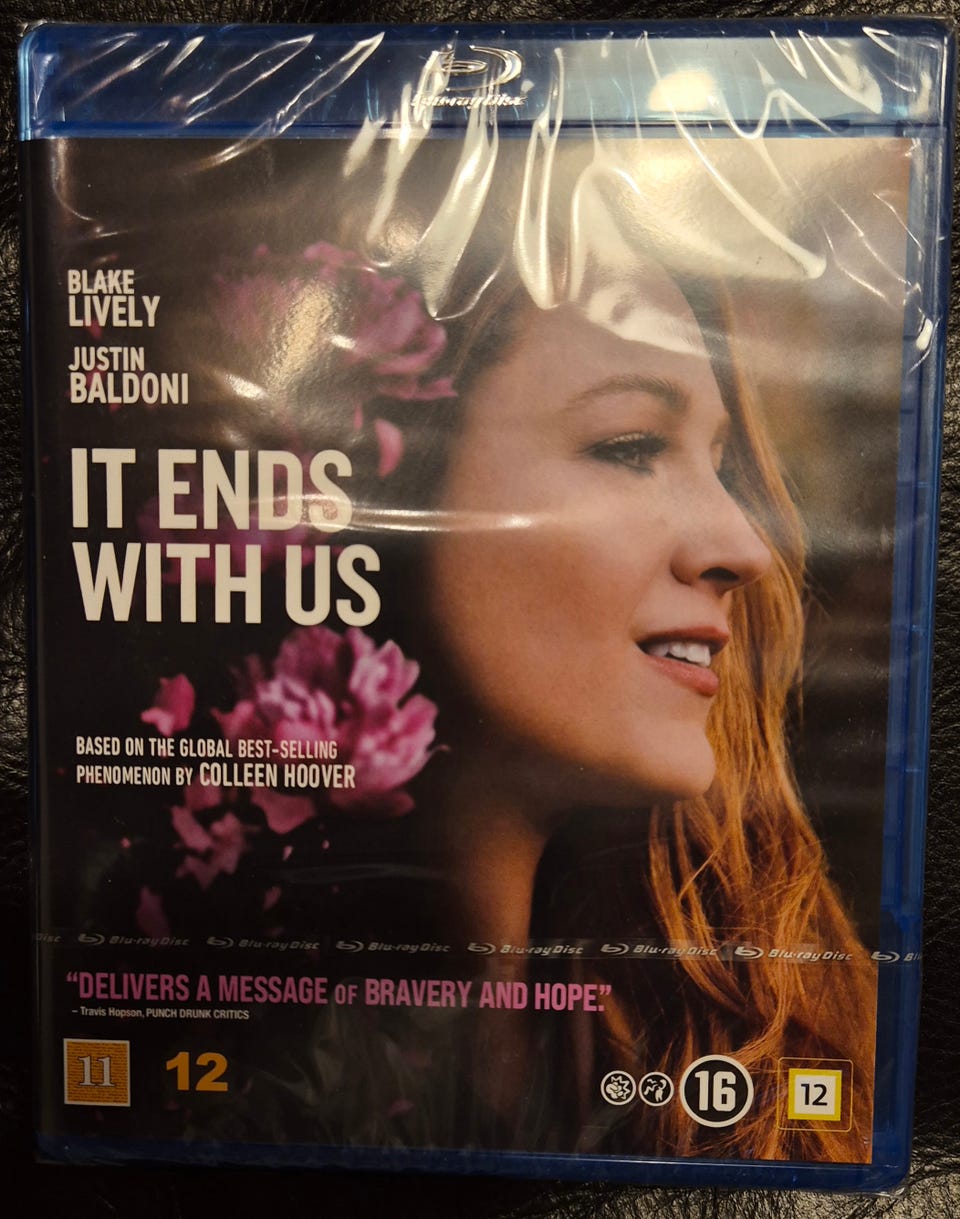 Blu-ray Disc
BLAKE
LIVELY
JUSTIN
BALDONI
IT ENDS
WITH US
BASED ON THE GLOBAL BEST-SELLING
PHENOMENON BY COLLEEN HOOVER
Disc Blu-ray Disc Blu-ray Disc Blu-ray Disc Blu-ray Disc Blu-ray Disc Blu-ray Disc Bl
“DELIVERS A MESSAGE OF BRAVERY AND HOPE.”
– Travis Hopson, PUNCH DRUNK CRITICS
11 12 16 12